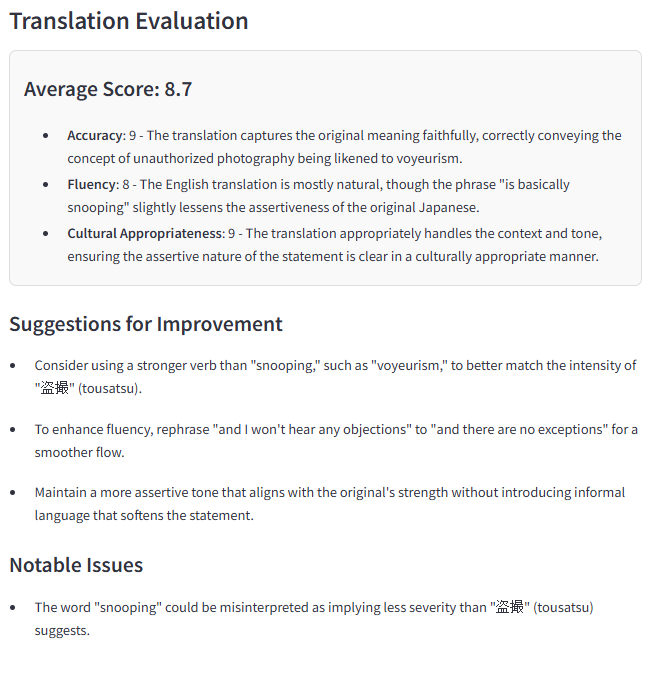 Translation Evaluation
Average Score: 8.7
Accuracy: 9 - The translation captures the original meaning faithfully, correctly conveying the
concept of unauthorized photography being likened to voyeurism.
Fluency: 8 - The English translation is mostly natural, though the phrase "is basically
snooping" slightly lessens the assertiveness of the original Japanese.
Cultural Appropriateness: 9 - The translation appropriately handles the context and tone,
ensuring the assertive nature of the statement is clear in a culturally appropriate manner.
Suggestions for Improvement
Consider using a stronger verb than "snooping," such as "voyeurism," to better match the intensity of
"盗撮" (tousatsu).
To enhance fluency, rephrase "and I won't hear any objections" to "and there are no exceptions" for a
smoother flow.
Maintain a more assertive tone that aligns with the original's strength without introducing informal
language that softens the statement.
Notable Issues
The word "snooping" could be misinterpreted as implying less severity than "盗撮" (tousatsu)
suggests.